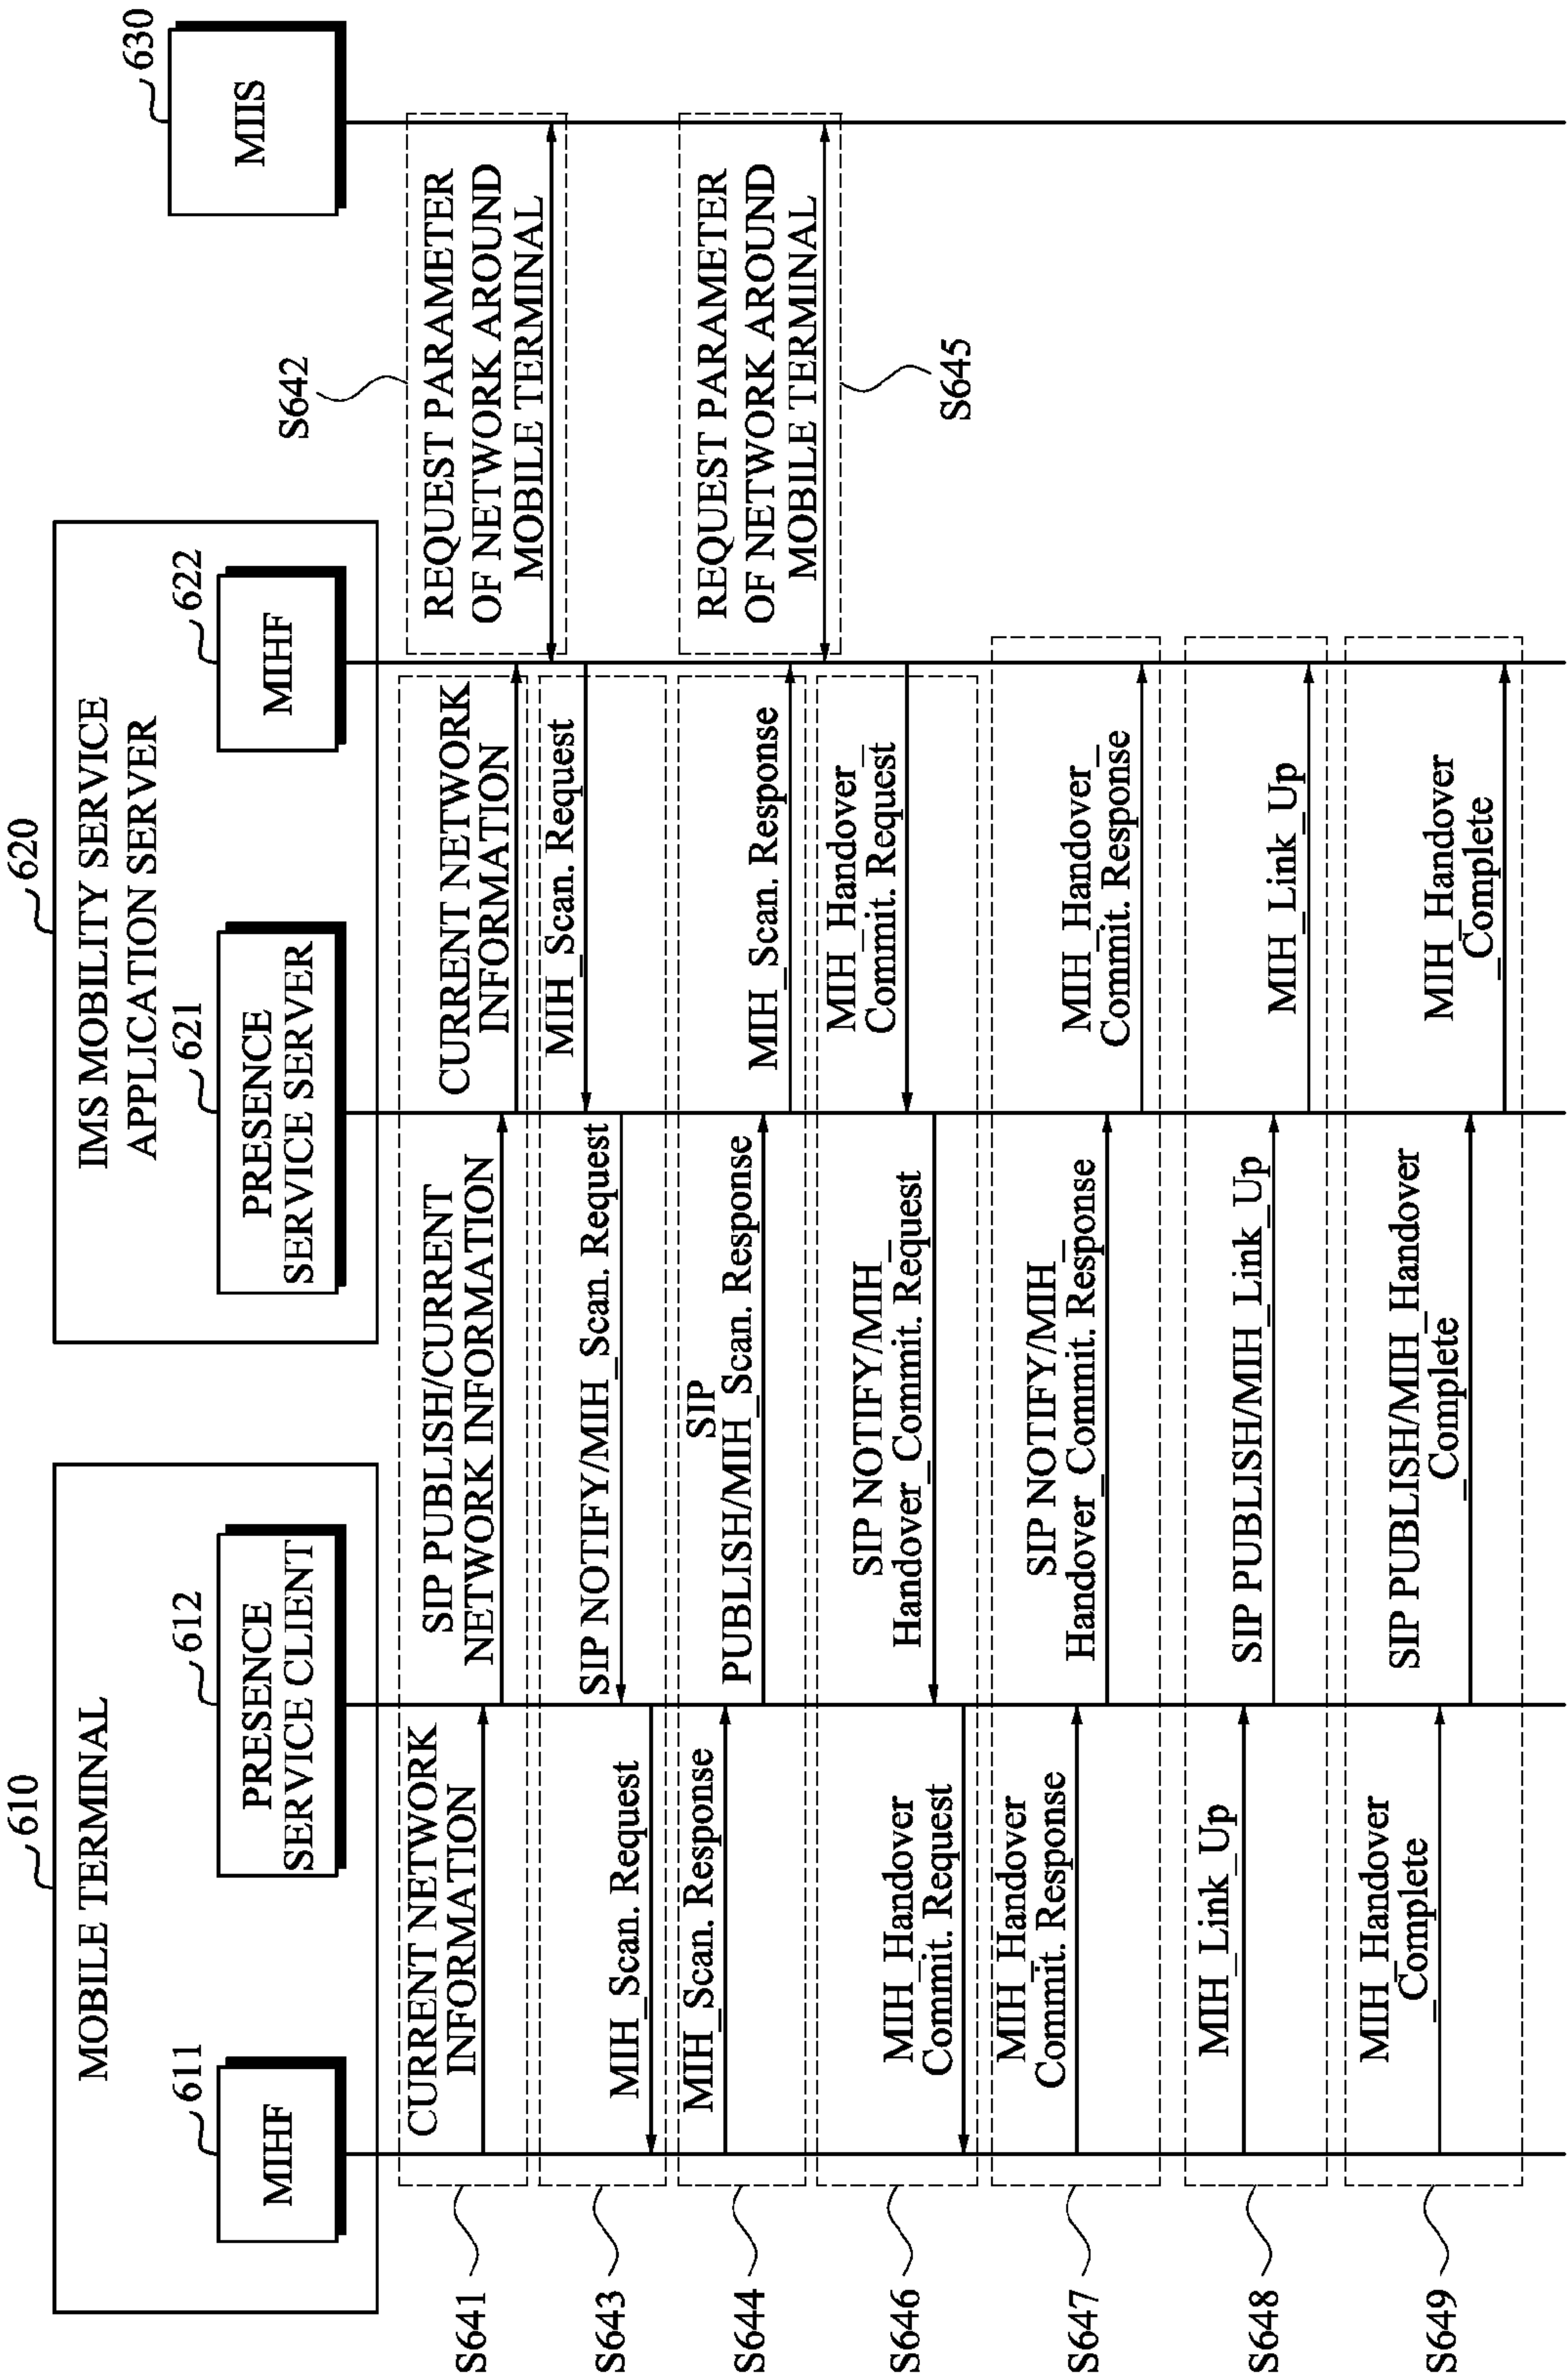 610
MOBILE TERMINAL
611
MIHF
612
PRESENCE
SERVICE CLIENT
620
IMS MOBILITY SERVICE
APPLICATION SERVER
621
PRESENCE
SERVICE SERVER
622
MIHF
630
MIIS
S641
CURRENT NETWORK
INFORMATION
SIP PUBLISH/CURRENT
NETWORK INFORMATION
CURRENT NETWORK
INFORMATION
S642
REQUEST PARAMETER
OF NETWORK AROUND
MOBILE TERMINAL
S643
MIH_Scan. Request
SIP NOTIFY/MIH_Scan. Request
MIH_Scan. Request
S644
MIH_Scan. Response
SIP
PUBLISH/MIH_Scan. Response
MIH_Scan. Response
REQUEST PARAMETER
OF NETWORK AROUND
MOBILE TERMINAL
S645
S646
MIH_Handover_
Commit. Request
SIP NOTIFY/MIH_
Handover_Commit. Request
MIH_Handover_
Commit. Request
S647
MIH_Handover_
Commit. Response
SIP NOTIFY/MIH_
Handover_Commit. Response
MIH_Handover_
Commit. Response
S648
MIH_Link_Up
SIP PUBLISH/MIH_Link_Up
MIH_Link_Up
S649
MIH_Handover
_Complete
SIP PUBLISH/MIH_Handover
_Complete
MIH_Handover
_Complete